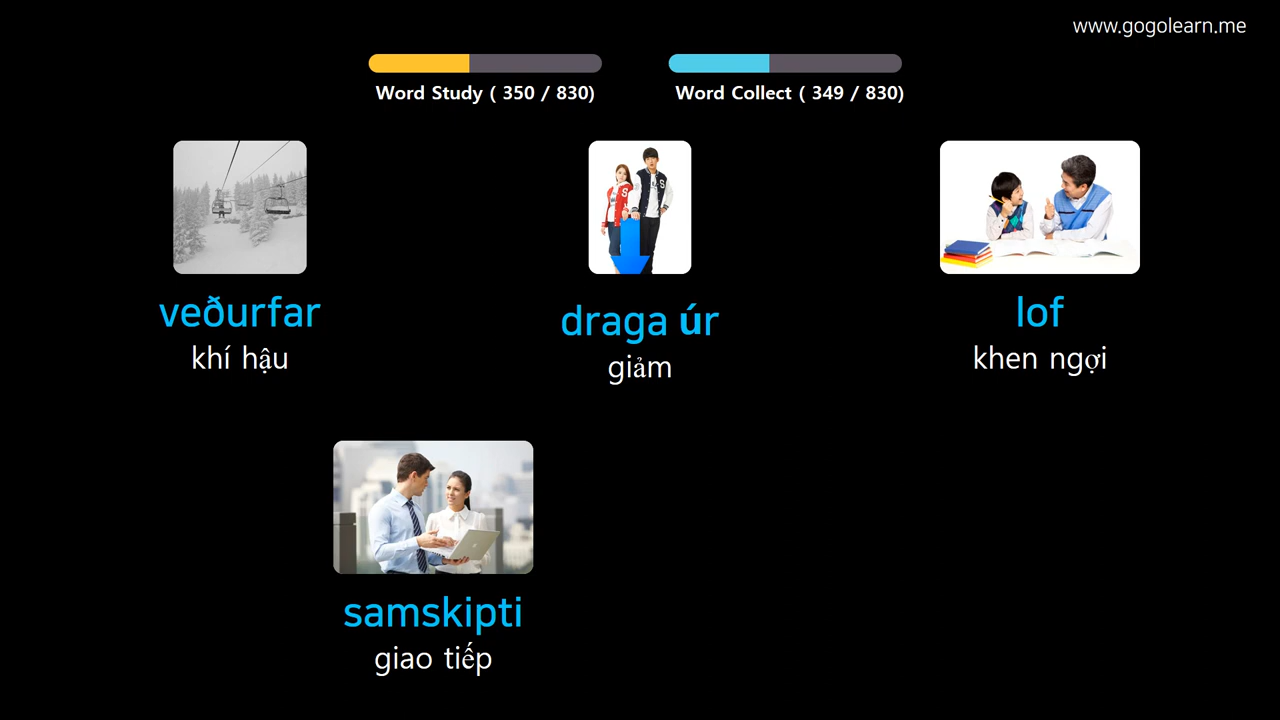 www.gogolearn.me
Word Study ( 350 / 830)
Word Collect ( 349 / 830)
veðurfar
khí hậu
draga úr
giảm
lof
khen ngợi
samskipti
giao tiếp